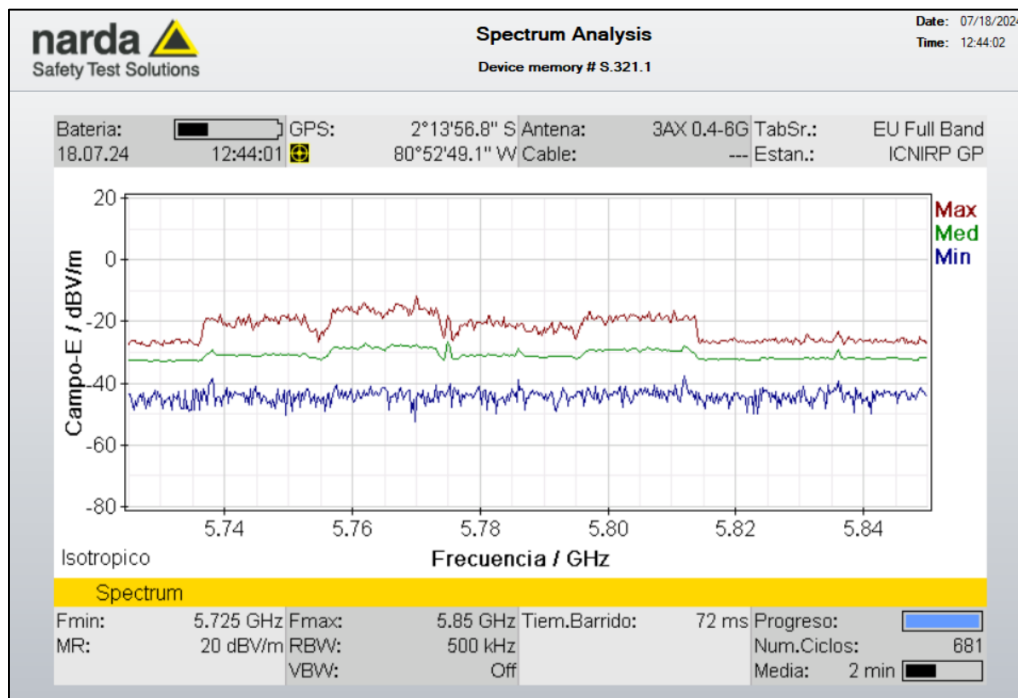 narda
Safety Test Solutions
Spectrum Analysis
Device memory # S.321.1
Date: 07/18/2024
Time: 12:44:02
Bateria: GPS: 2°13'56.8" S Antena: 3AX 0.4-6G TabSr.: EU Full Band
18.07.24 12:44:01 80°52'49.1" W Cable: --- Estan.: ICNIRP GP
20
0
-20
-40
-60
-80
Campo-E / dBV/m
Max
Med
Min
5.74 5.76 5.78 5.80 5.82 5.84
Isotropico Frecuencia / GHz
Spectrum
Fmin: 5.725 GHz Fmax: 5.85 GHz Tiem.Barrido: 72 ms Progreso:
MR: 20 dBV/m RBW: 500 kHz Num.Ciclos: 681
VBW: Off Media: 2 min